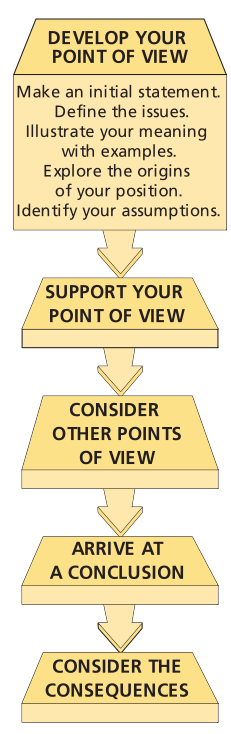 DEVELOP YOUR
POINT OF VIEW
Make an initial statement.
Define the issues.
Illustrate your meaning
with examples.
Explore the origins
of your position.
Identify your assumptions.
SUPPORT YOUR
POINT OF VIEW
CONSIDER
OTHER POINTS
OF VIEW
ARRIVE AT
A CONCLUSION
CONSIDER THE
CONSEQUENCES